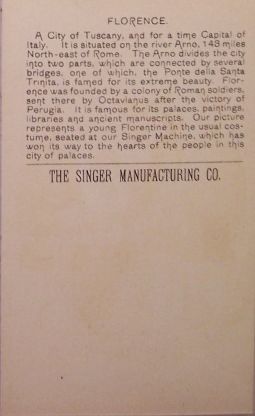 FLORENCE.
A City of Tuscany, and for a time Capital of
Italy. It is situated on the river Arno, 143 miles
North-east of Rome. The Arno divides the city
into two parts, which are connected by several
bridges, one of which, the Ponte della Santa
Trinita, is famed for its extreme beauty. Flor-
ence was founded by a colony of Roman soldiers,
sent there by Octavianus after the victory of
Perugia. It is famous for its palaces, paintings,
libraries and ancient manuscripts. Our picture
represents a young Florentine in the usual cos-
tume, seated at our Singer Machine, which has
won its way to the hearts of the people in this
city of palaces.
THE SINGER MANUFACTURING CO.